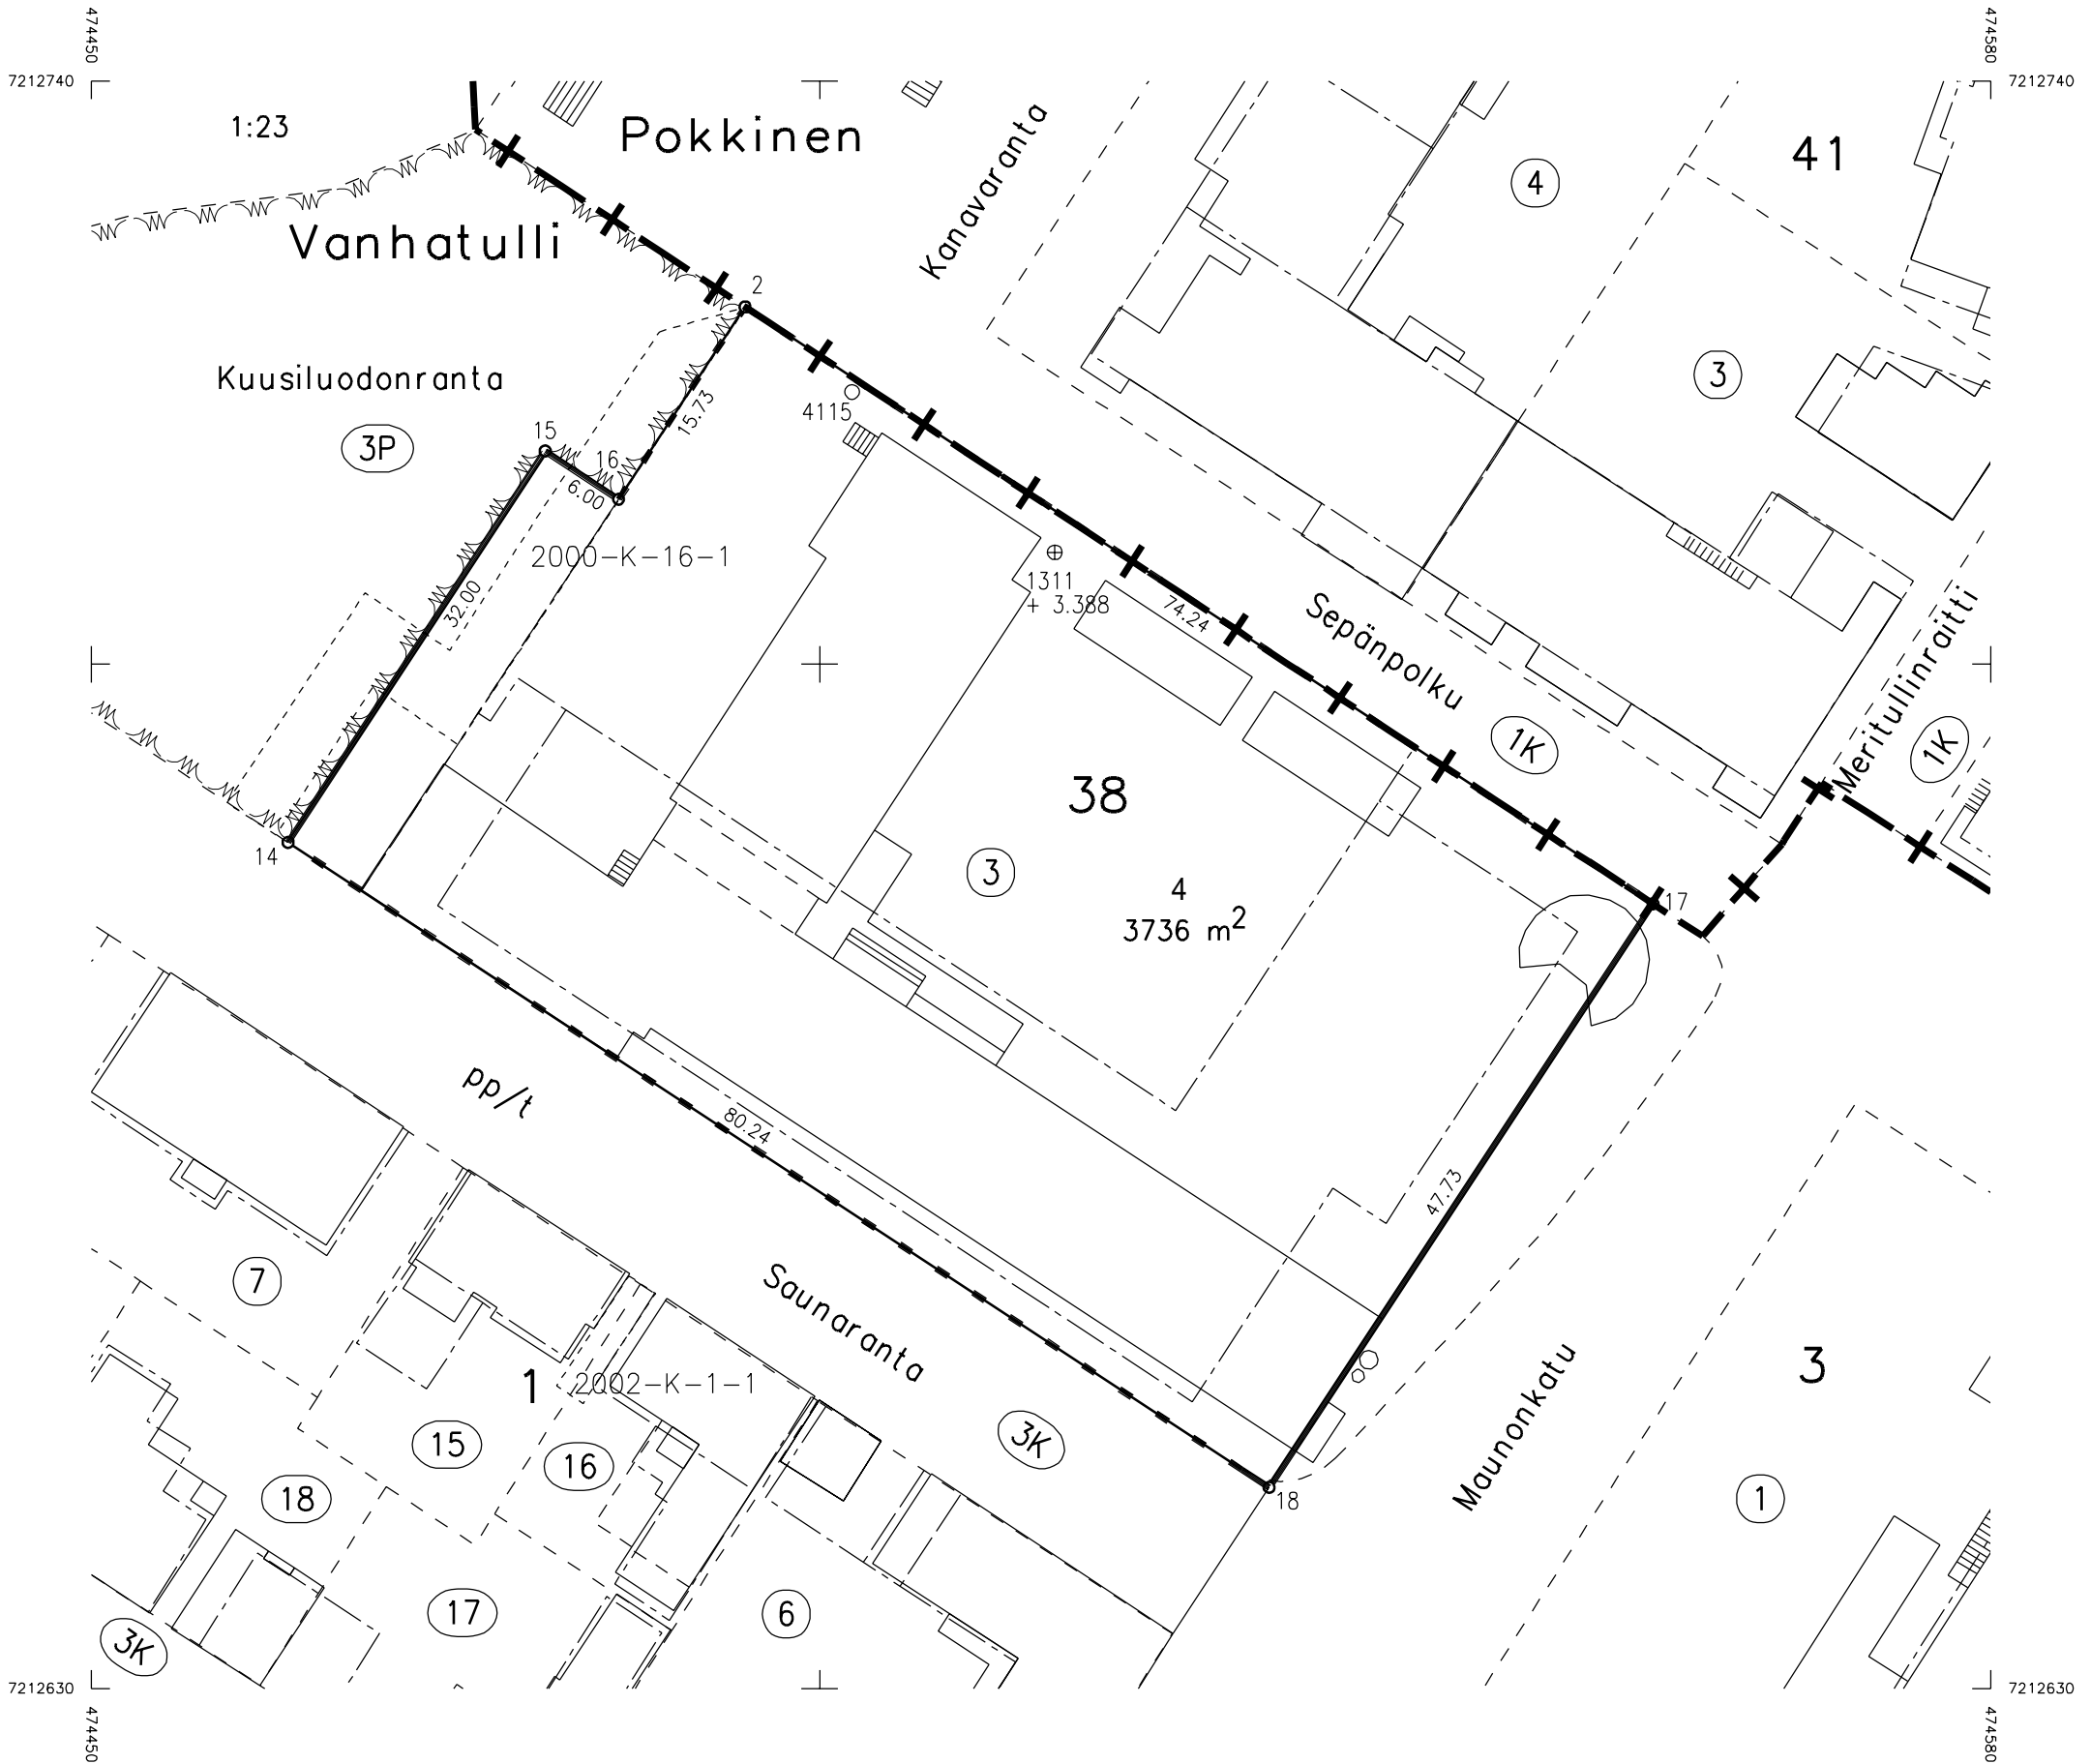 474450
474580
7212740
7212740
1:23
Pokkinen
Kanavaranta
41
4
Vanhatulli
2
Kuusiluodonranta
3
15.73
4115
15
3P
16
6.00
2000-K-16-1
1311
+ 3.388
32.00
74.24
Sepänpolku
Meritullinraitti
1K
1K
38
14
3
4
17
3736 m2
pp/t
80.24
47.73
7
Saunaranta
1
2002-K-1-1
3
Maunonkatu
15
3K
16
18
18
1
17
6
3K
7212630
7212630
474450
474580